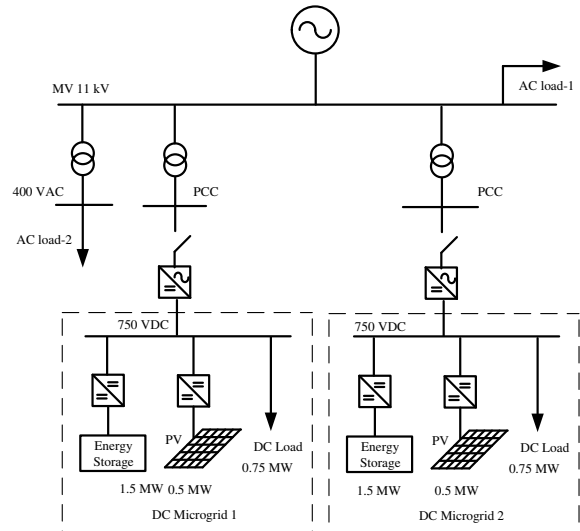 AC load-1
MV 11 kV
400 VAC
PCC
PCC
AC load-2
750 VDC
750 VDC
Energy
Storage
PV
DC Load
0.75 MW
1.5 MW
0.5 MW
DC Microgrid 1
Energy
Storage
PV
DC Load
0.75 MW
1.5 MW
0.5 MW
DC Microgrid 2